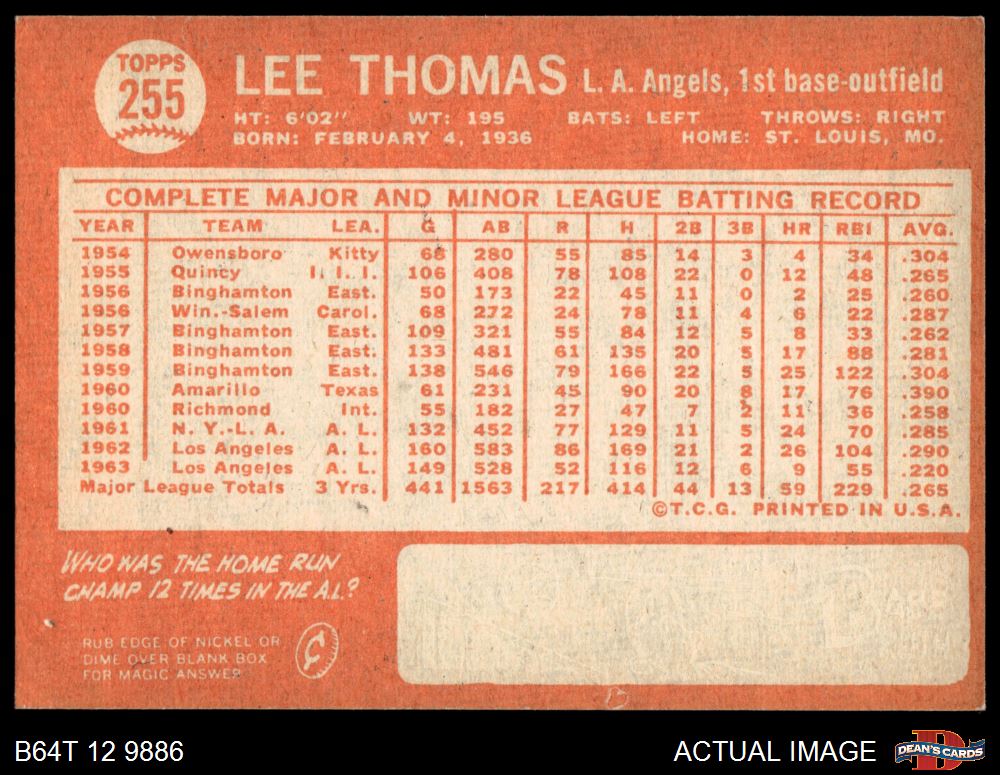 TOPPS
255
LEE THOMAS L. A. Angels, 1st base-outfield
HT: 6'02" WT: 195 BATS: LEFT THROWS: RIGHT
BORN: FEBRUARY 4, 1936 HOME: ST. LOUIS, MO.
COMPLETE MAJOR AND MINOR LEAGUE BATTING RECORD
YEAR TEAM LEA. G AB R H 2B 3B HR RBI AVG.
1954 Owensboro Kitty 68 280 55 85 14 3 4 34 .304
1955 Quincy I. I. I. 106 408 78 108 22 0 12 48 .265
1956 Binghamton East. 50 173 22 45 11 0 2 25 .260
1956 Win.-Salem Carol. 68 272 24 78 11 4 6 22 .287
1957 Binghamton East. 109 321 55 84 12 5 8 33 .262
1958 Binghamton East. 133 481 61 135 20 5 17 88 .281
1959 Binghamton East. 138 546 79 166 22 5 25 122 .304
1960 Amarillo Texas 61 231 45 90 20 8 17 76 .390
1960 Richmond Int. 55 182 27 47 7 2 11 36 .258
1961 N. Y.-L. A. A. L. 132 452 77 129 11 5 24 70 .285
1962 Los Angeles A. L. 160 583 86 169 21 2 26 104 .290
1963 Los Angeles A. L. 149 528 52 116 12 6 9 55 .220
Major League Totals 3 Yrs. 441 1563 217 414 44 13 59 229 .265
©T.C.G. PRINTED IN U.S.A.
WHO WAS THE HOME RUN
CHAMP 12 TIMES IN THE A.L.?
RUB EDGE OF NICKEL OR
DIME OVER BLANK BOX
FOR MAGIC ANSWER
¢
B64T 12 9886
ACTUAL IMAGE
DEAN'S CARDS